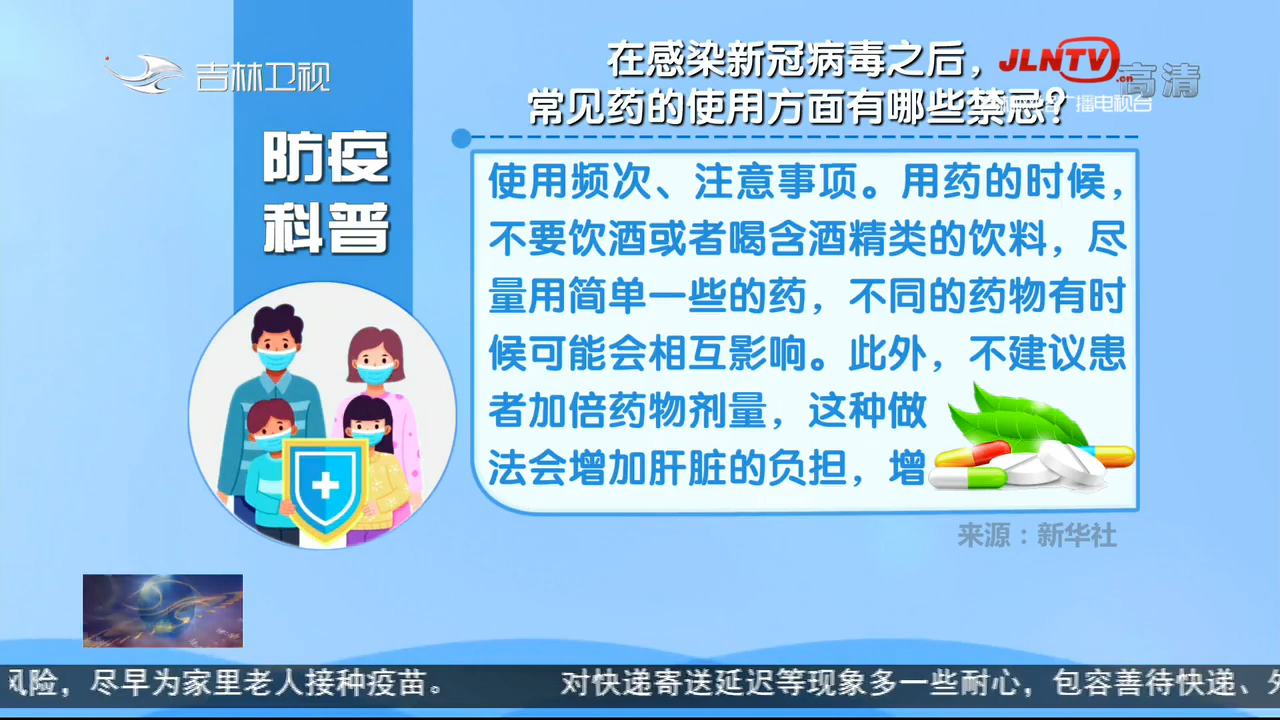 吉林卫视
JLNTV
.cn
高清
广播电视台
防疫
科普
在感染新冠病毒之后，
常见药的使用方面有哪些禁忌？
使用频次、注意事项。用药的时候，
不要饮酒或者喝含酒精类的饮料，尽
量用简单一些的药，不同的药物有时
候可能会相互影响。此外，不建议患
者加倍药物剂量，这种做
法会增加肝脏的负担，增
来源：新华社
风险，尽早为家里老人接种疫苗。 对快递寄送延迟等现象多一些耐心，包容善待快递、外